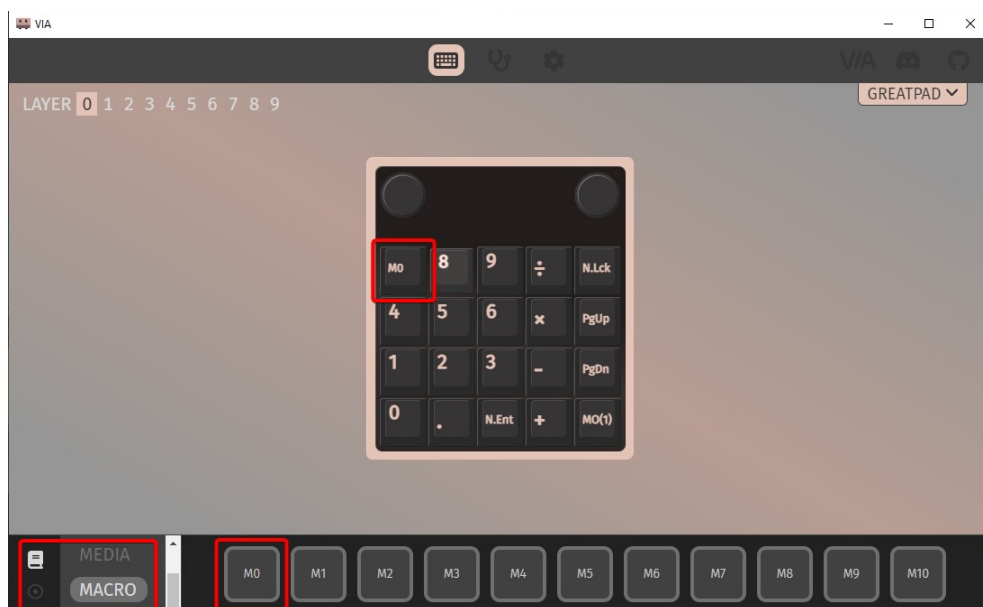 VIA
VIA
LAYER 0 1 2 3 4 5 6 7 8 9
GREATPAD
M0 8 9 ÷ N.Lck
4 5 6 × PgUp
1 2 3 - PgDn
0 . N.Ent + MO(1)
MEDIA
MACRO
M0 M1 M2 M3 M4 M5 M6 M7 M8 M9 M10